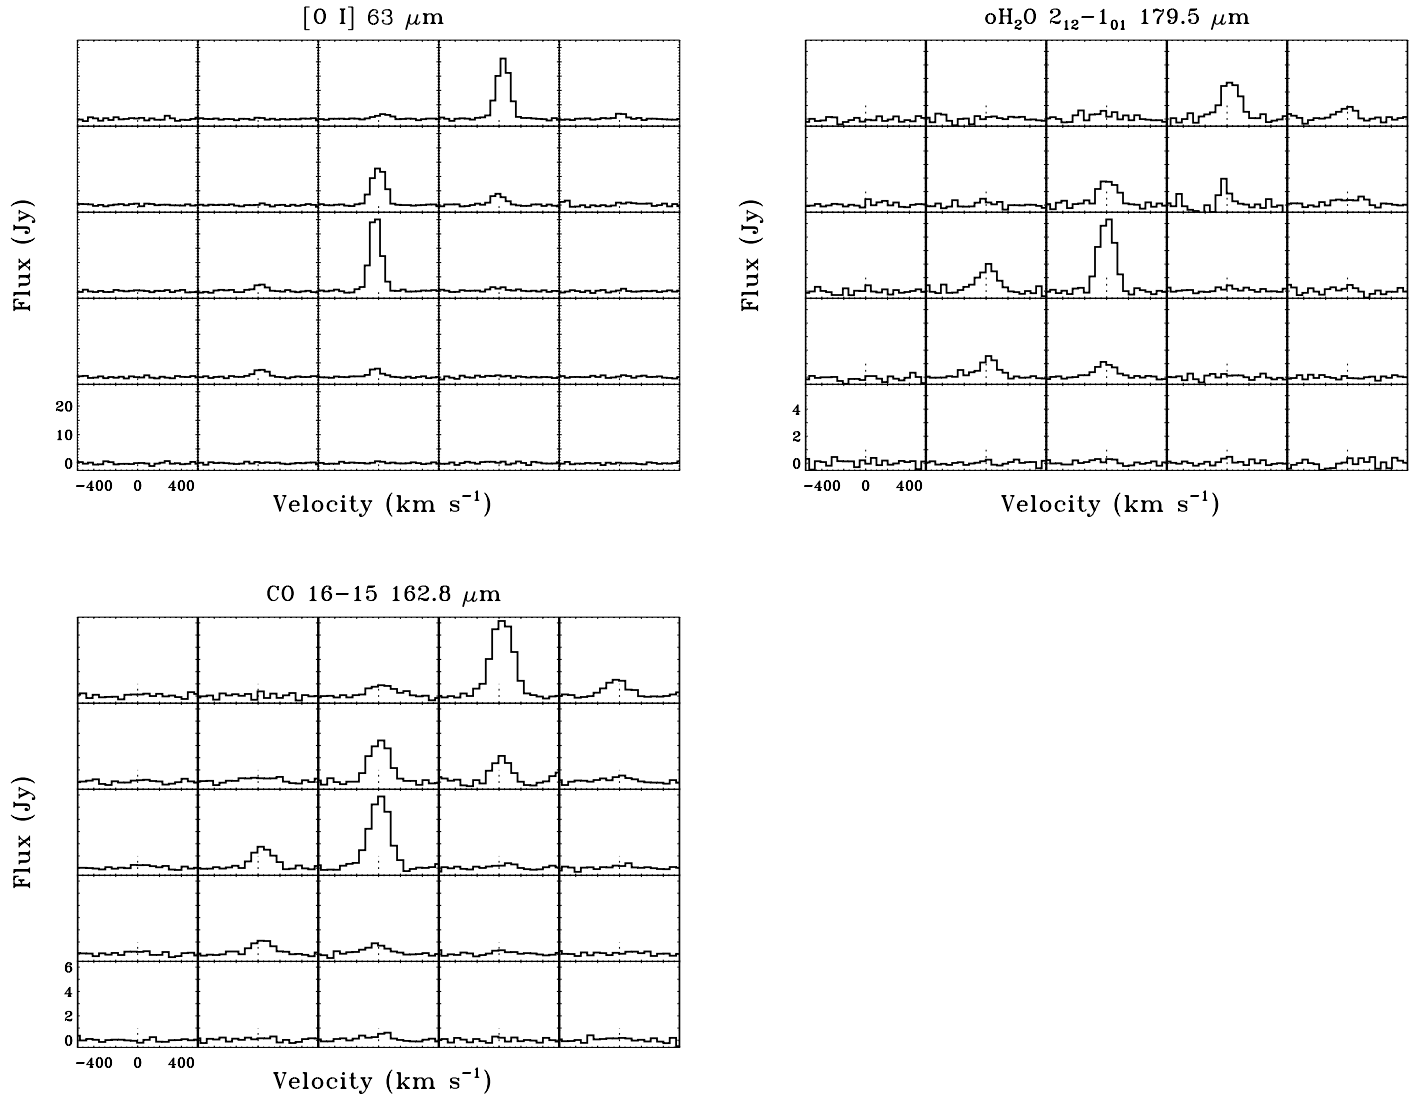 [O I] 63 μm
Flux (Jy)
20
10
0
−400 0 400
Velocity (km s⁻¹)
oH₂O 2₁₂−1₀₁ 179.5 μm
Flux (Jy)
4
2
0
−400 0 400
Velocity (km s⁻¹)
CO 16−15 162.8 μm
Flux (Jy)
6
4
2
0
−400 0 400
Velocity (km s⁻¹)